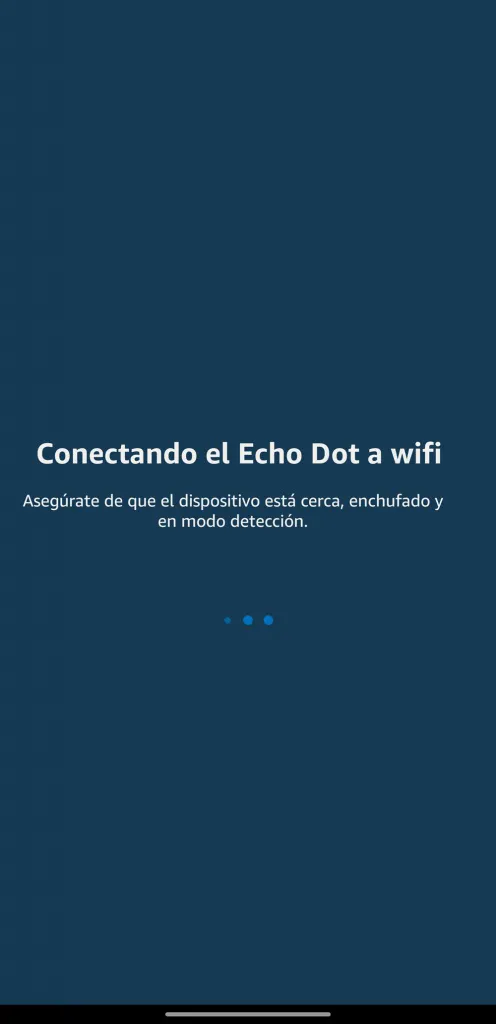 Conectando el Echo Dot a wifi
Asegúrate de que el dispositivo está cerca, enchufado y
en modo detección.